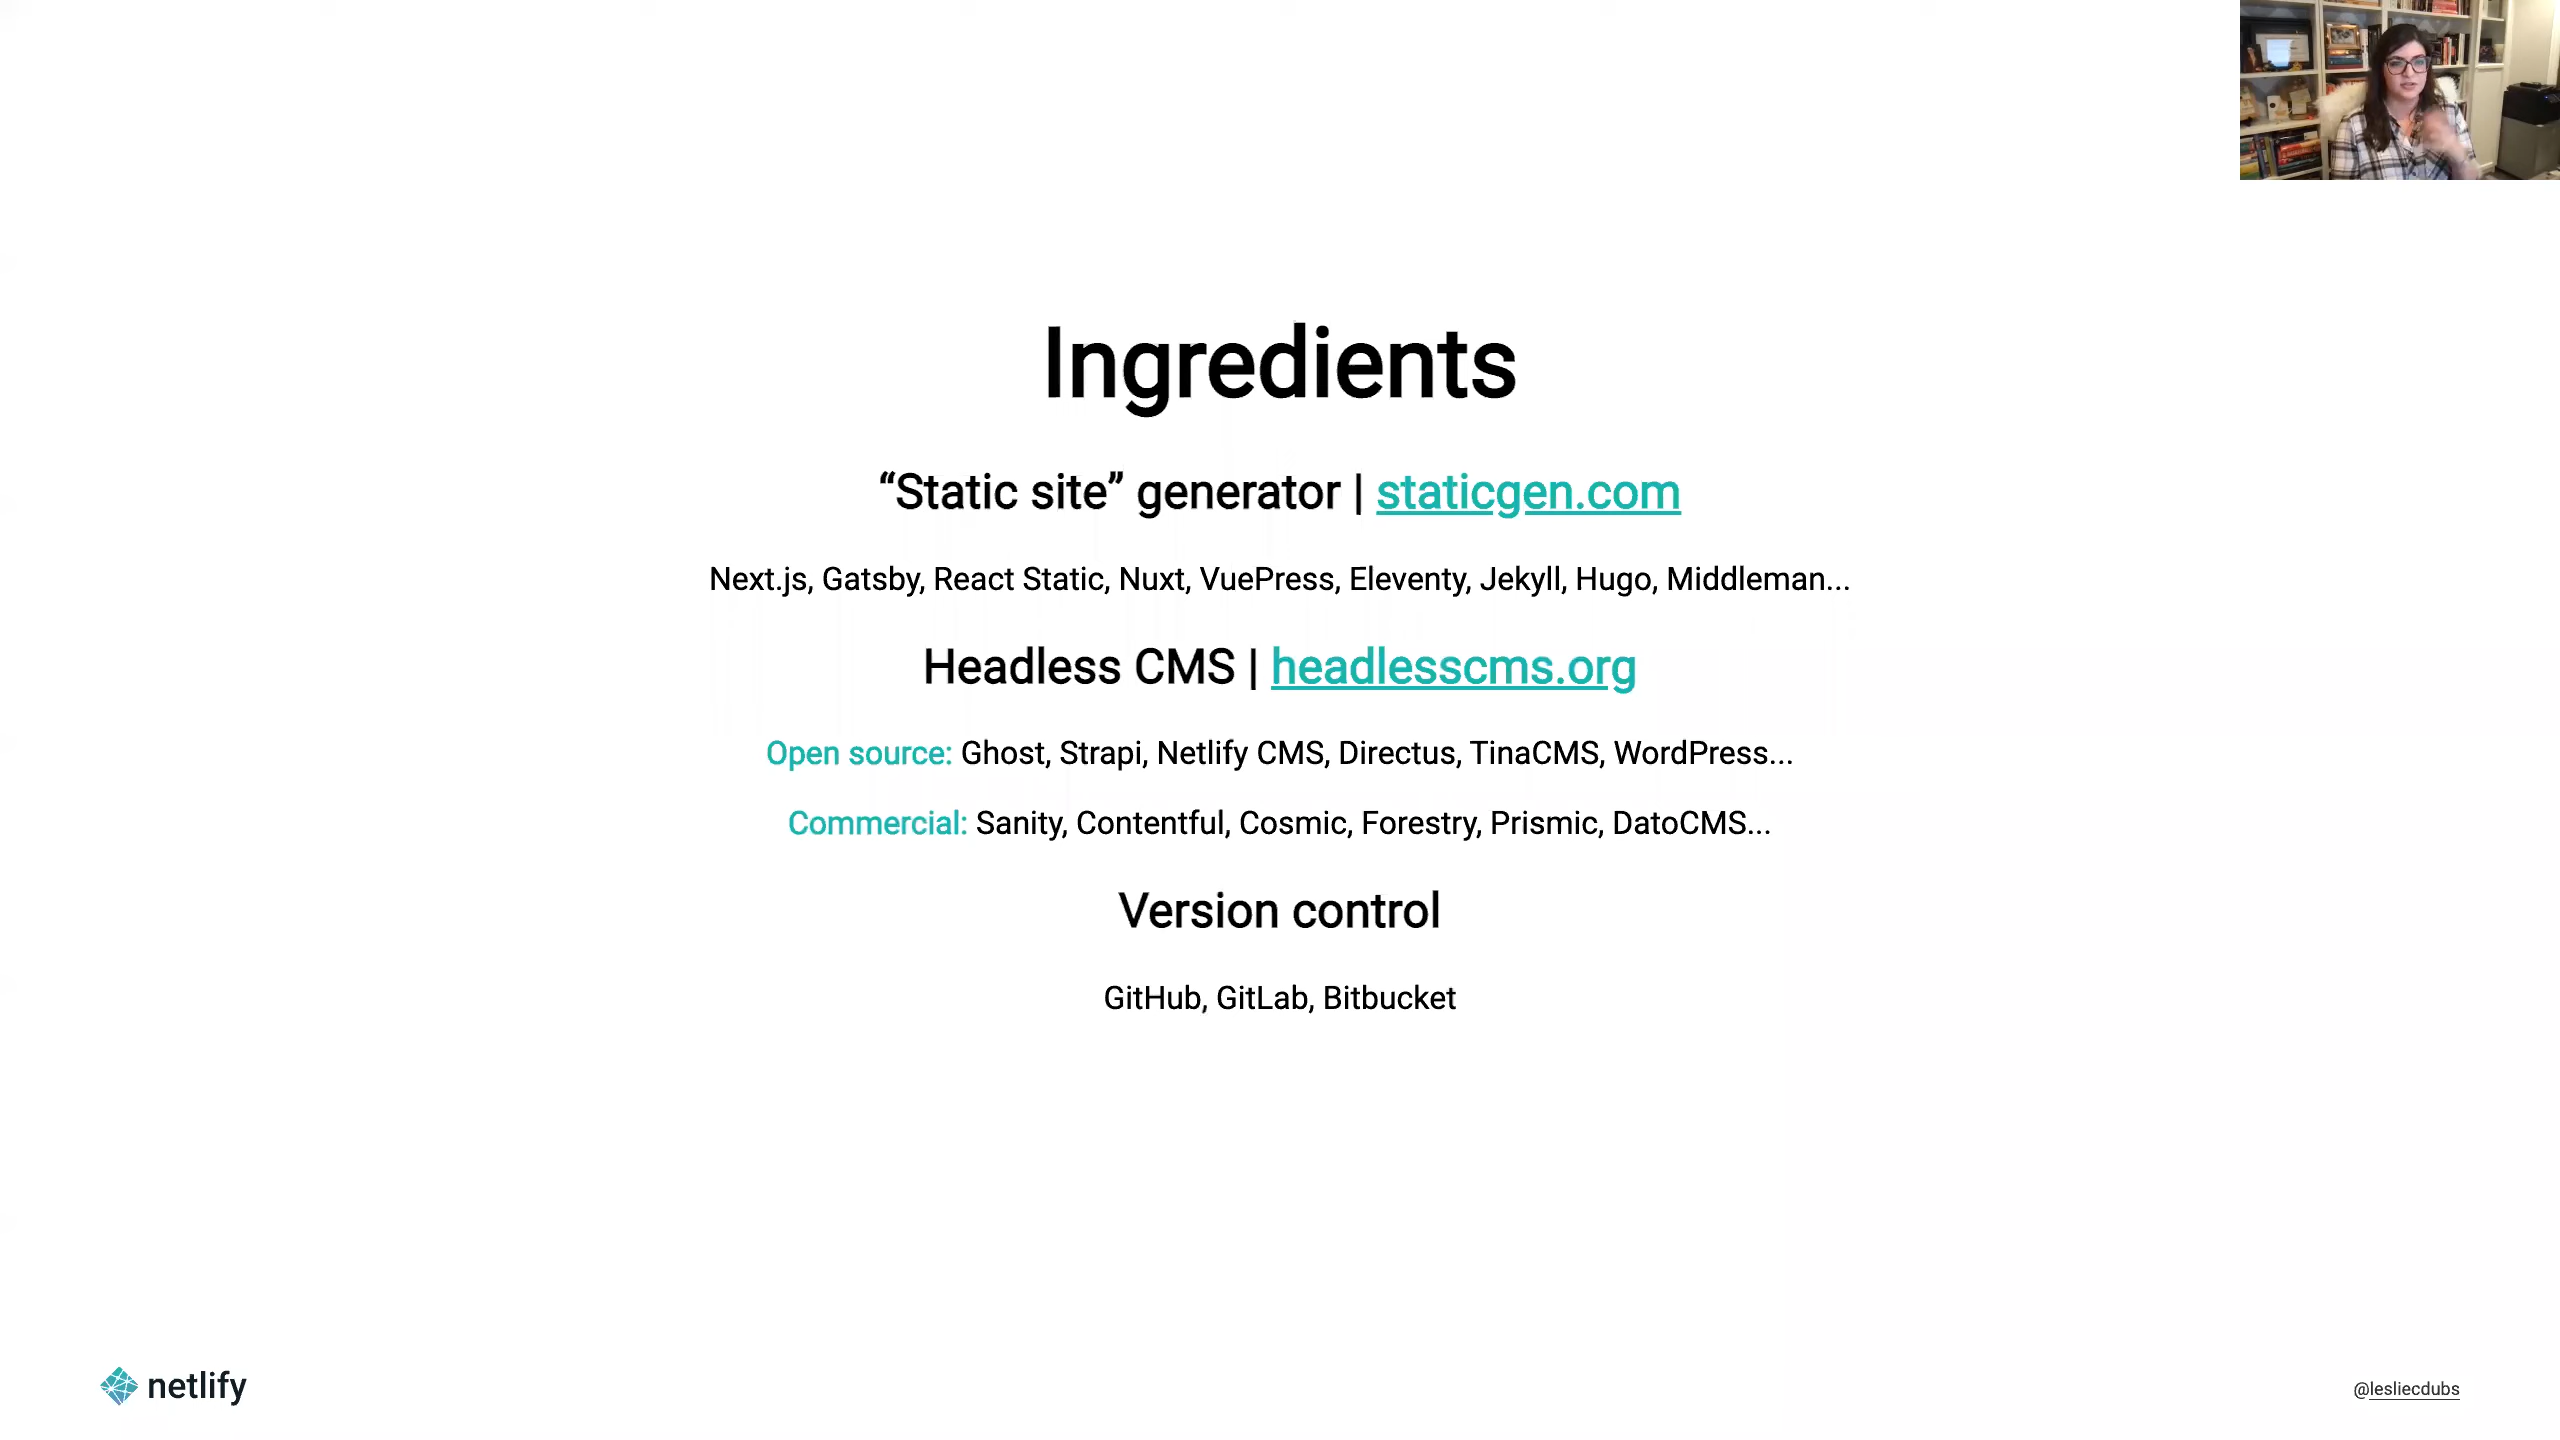 Ingredients
“Static site” generator | staticgen.com
Next.js, Gatsby, React Static, Nuxt, VuePress, Eleventy, Jekyll, Hugo, Middleman...
Headless CMS | headlesscms.org
Open source: Ghost, Strapi, Netlify CMS, Directus, TinaCMS, WordPress...
Commercial: Sanity, Contentful, Cosmic, Forestry, Prismic, DatoCMS...
Version control
GitHub, GitLab, Bitbucket
netlify
@lesliecdubs